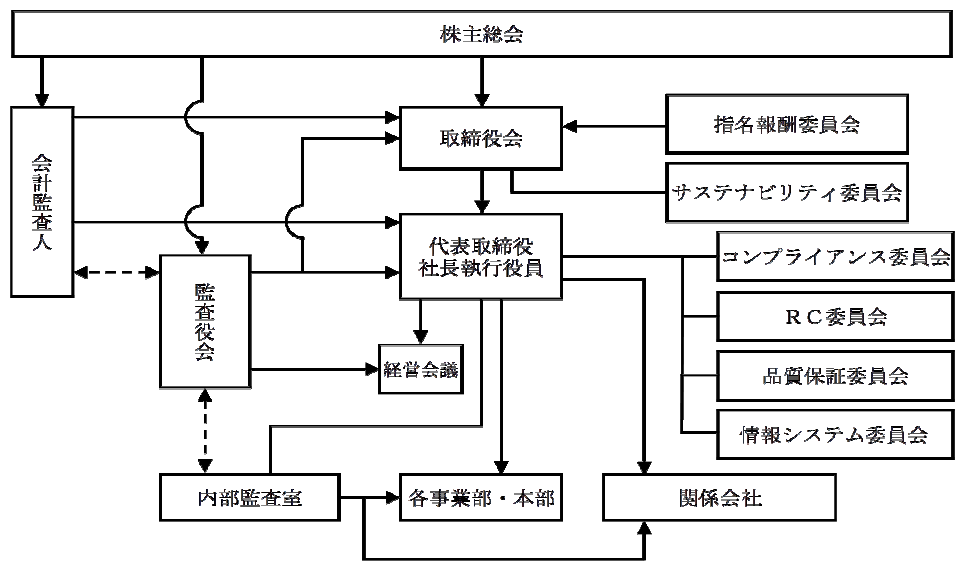 株主総会
会計監査人
取締役会
指名報酬委員会
サステナビリティ委員会
代表取締役
社長執行役員
コンプライアンス委員会
監査役会
ＲＣ委員会
経営会議
品質保証委員会
情報システム委員会
内部監査室
各事業部・本部
関係会社